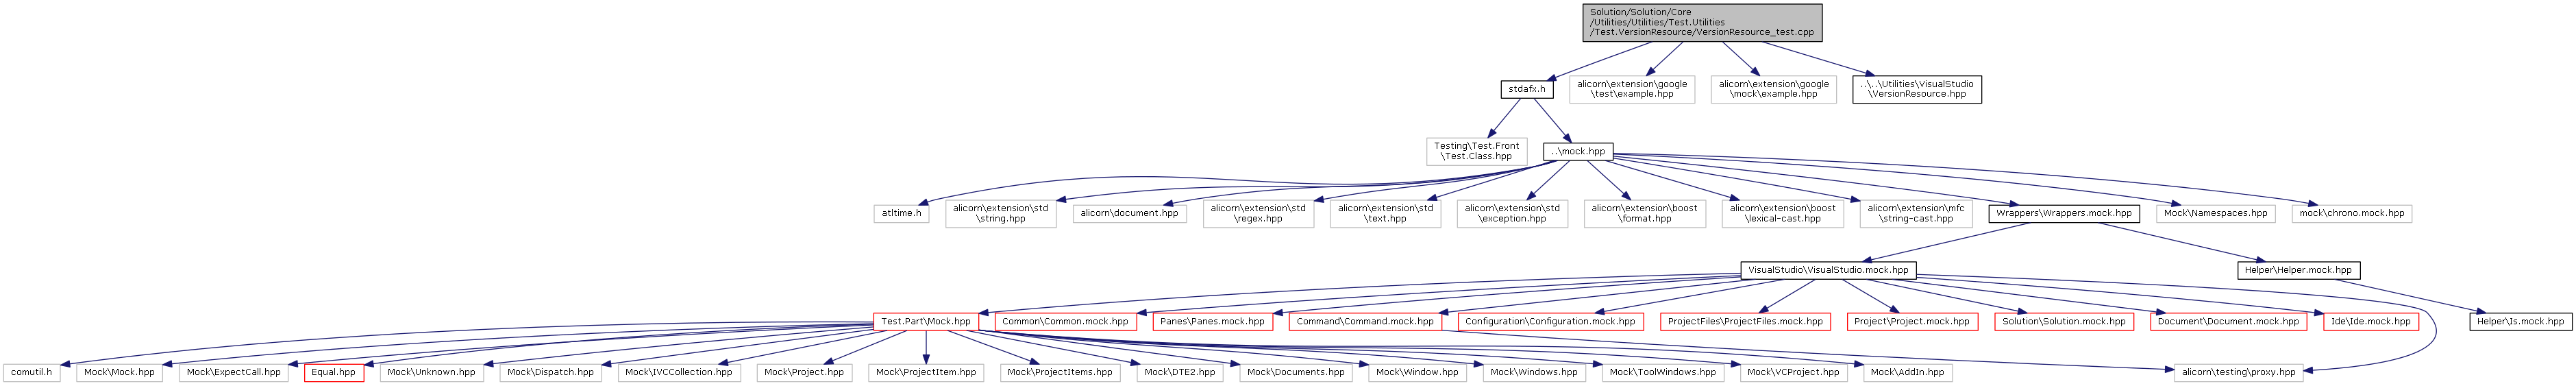 Solution/Solution/Core
/Utilities/Utilities/Test.Utilities
/Test.VersionResource/VersionResource_test.cpp
stdafx.h
alicorn\extension\google
\test\example.hpp
alicorn\extension\google
\mock\example.hpp
..\..\Utilities\VisualStudio
\VersionResource.hpp
Testing\Test.Front
\Test.Class.hpp
..\mock.hpp
atltime.h
alicorn\extension\std
\string.hpp
alicorn\document.hpp
alicorn\extension\std
\regex.hpp
alicorn\extension\std
\text.hpp
alicorn\extension\std
\exception.hpp
alicorn\extension\boost
\format.hpp
alicorn\extension\boost
\lexical-cast.hpp
alicorn\extension\mfc
\string-cast.hpp
Wrappers\Wrappers.mock.hpp
Mock\Namespaces.hpp
mock\chrono.mock.hpp
VisualStudio\VisualStudio.mock.hpp
Helper\Helper.mock.hpp
Test.Part\Mock.hpp
Common\Common.mock.hpp
Panes\Panes.mock.hpp
Command\Command.mock.hpp
Configuration\Configuration.mock.hpp
ProjectFiles\ProjectFiles.mock.hpp
Project\Project.mock.hpp
Solution\Solution.mock.hpp
Document\Document.mock.hpp
Ide\Ide.mock.hpp
Helper\Is.mock.hpp
comutil.h
Mock\Mock.hpp
Mock\ExpectCall.hpp
Equal.hpp
Mock\Unknown.hpp
Mock\Dispatch.hpp
Mock\IVCCollection.hpp
Mock\Project.hpp
Mock\ProjectItem.hpp
Mock\ProjectItems.hpp
Mock\DTE2.hpp
Mock\Documents.hpp
Mock\Window.hpp
Mock\Windows.hpp
Mock\ToolWindows.hpp
Mock\VCProject.hpp
Mock\AddIn.hpp
alicorn\testing\proxy.hpp